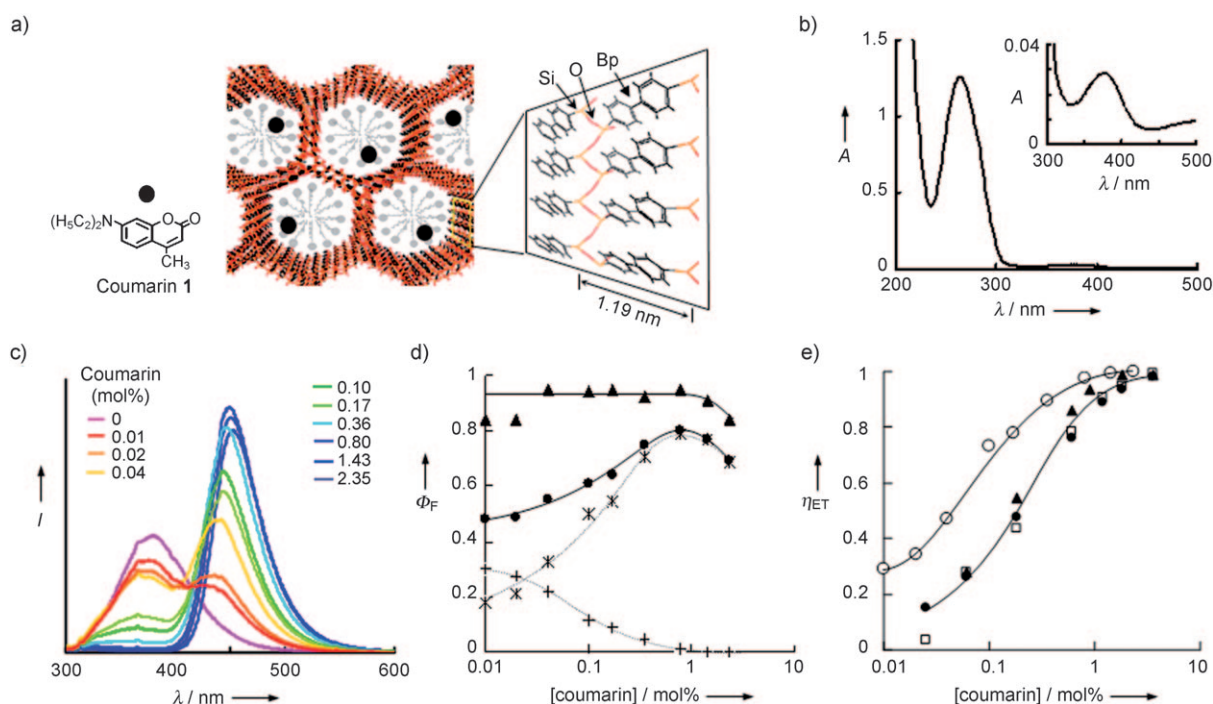 a)
Si
O
Bp
(H₅C₂)₂N
O
O
CH₃
Coumarin 1
1.19 nm
b)
A
1.5
1
0.5
0
200
300
400
500
λ / nm
0.04
A
0
300
400
500
λ / nm
c)
Coumarin
(mol%)
0
0.01
0.02
0.04
0.10
0.17
0.36
0.80
1.43
2.35
I
300
400
500
600
λ / nm
d)
1
0.8
0.6
0.4
0.2
0
Φ_F
0.01
0.1
1
10
[coumarin] / mol%
e)
1
0.8
0.6
0.4
0.2
0
η_ET
0.01
0.1
1
10
[coumarin] / mol%